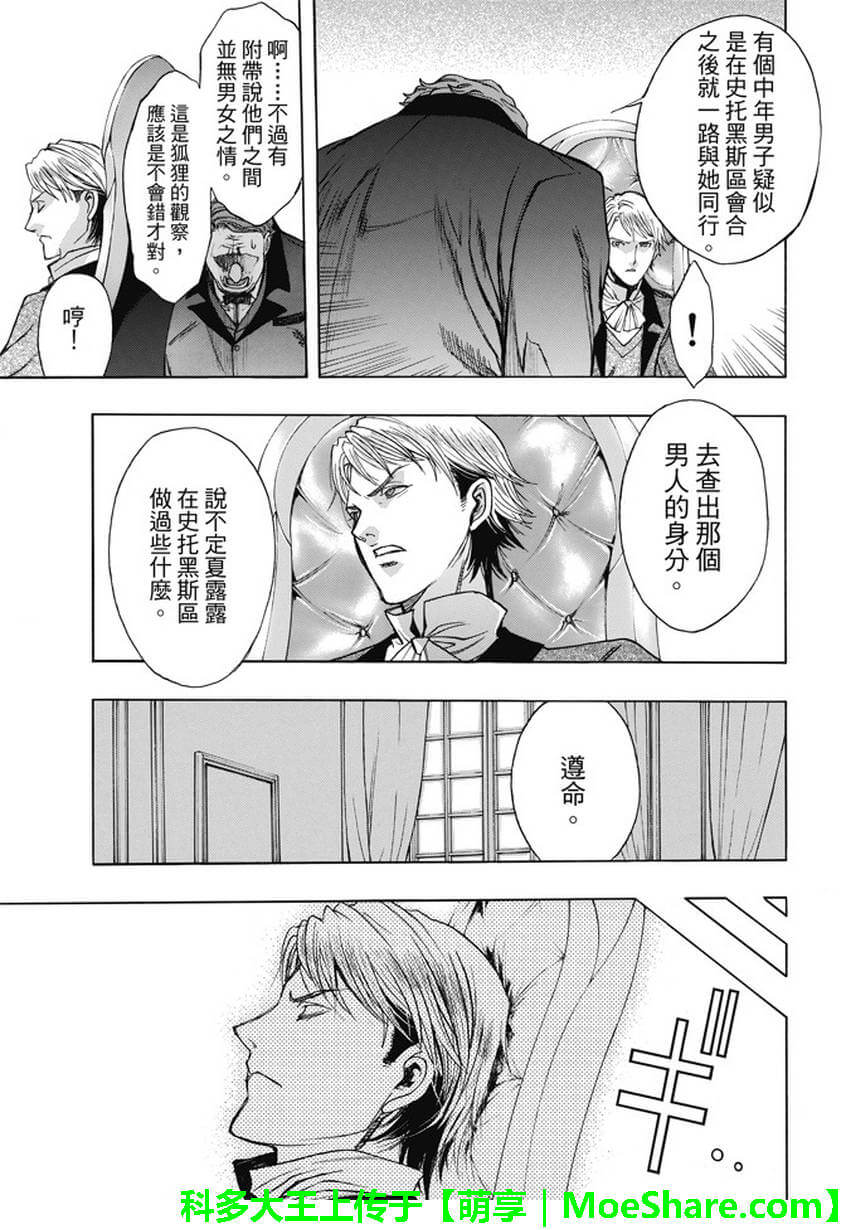 有個中年男子疑似
是在史托黑斯區會合
之後就一路與她同行。
！
啊……不過有
附帶說他們之間
並無男女之情。
這是狐狸的觀察，
應該是不會錯才對。
哼！
去查出那個
男人的身分。
說不定夏露露
在史托黑斯區
做過些什麼。
遵命。
ギ…
科多大王上传于【萌享｜MoeShare.com】